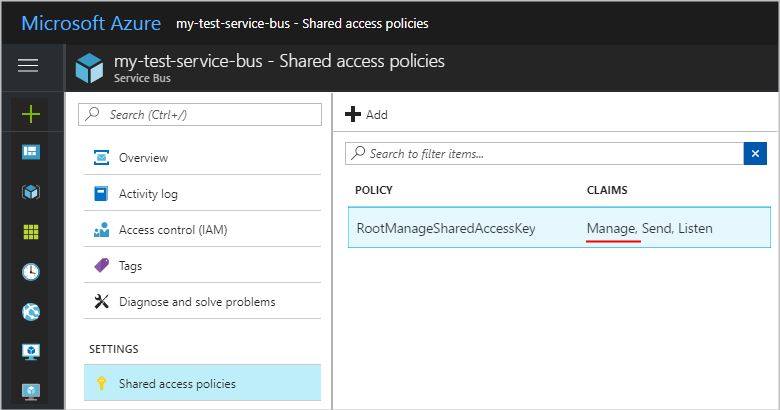 Microsoft Azure my-test-service-bus - Shared access policies
my-test-service-bus - Shared access policies
Service Bus
Search (Ctrl+/)
Overview
Activity log
Access control (IAM)
Tags
Diagnose and solve problems
SETTINGS
Shared access policies
Add
Search to filter items...
POLICY CLAIMS
RootManageSharedAccessKey Manage, Send, Listen